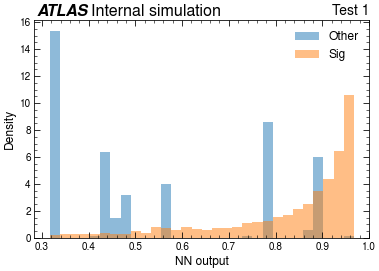 ATLAS Internal simulation Test 1
Other
Sig
Density
16
14
12
10
8
6
4
2
0
0.3 0.4 0.5 0.6 0.7 0.8 0.9 1.0
NN output